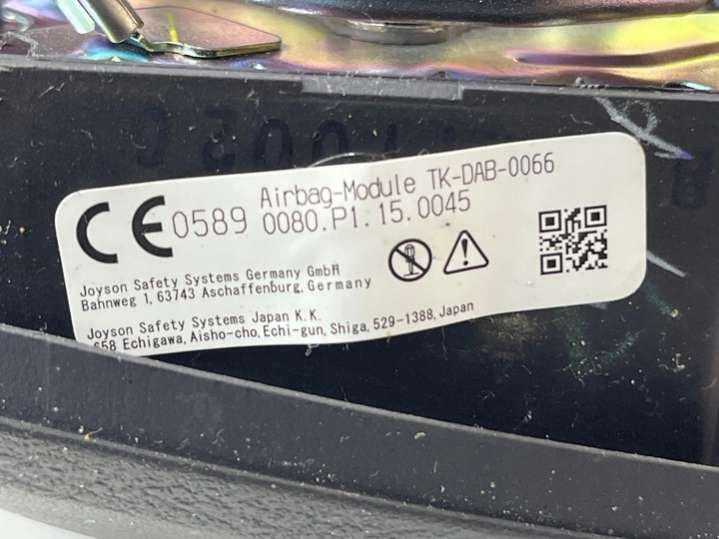 CE 0589 Airbag-Module TK-DAB-0066
0080.P1.15.0045
Joyson Safety Systems Germany GmbH
Bahnweg 1, 63743 Aschaffenburg, Germany
Joyson Safety Systems Japan K.K.
658 Echigawa, Aisho-cho, Echi-gun, Shiga, 529-1388, Japan